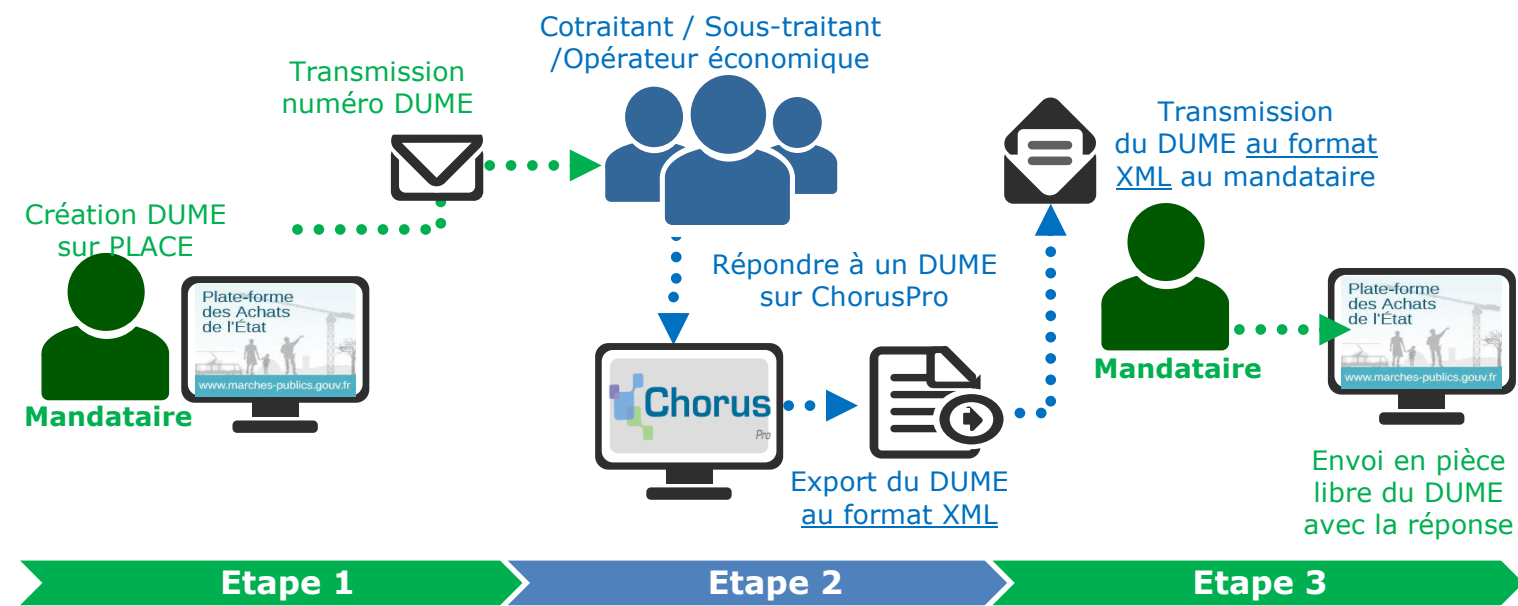 Cotraitant / Sous-traitant
/Opérateur économique
Transmission
numéro DUME
Création DUME
sur PLACE
Plate-forme
des Achats
de l'État
www.marches-publics.gouv.fr
Mandataire
Répondre à un DUME
sur ChorusPro
Chorus
Pro
Export du DUME
au format XML
Transmission
du DUME au format
XML au mandataire
Mandataire
Plate-forme
des Achats
de l'État
www.marches-publics.gouv.fr
Envoi en pièce
libre du DUME
avec la réponse
Etape 1
Etape 2
Etape 3